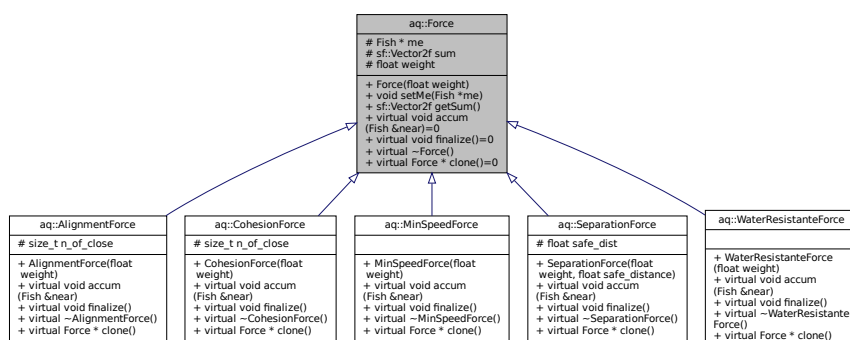 aq::Force
# Fish * me
# sf::Vector2f sum
# float weight
+ Force(float weight)
+ void setMe(Fish *me)
+ sf::Vector2f getSum()
+ virtual void accum
(Fish &near)=0
+ virtual void finalize()=0
+ virtual ~Force()
+ virtual Force * clone()=0
aq::AlignmentForce
# size_t n_of_close
+ AlignmentForce(float
weight)
+ virtual void accum
(Fish &near)
+ virtual void finalize()
+ virtual ~AlignmentForce()
+ virtual Force * clone()
aq::CohesionForce
# size_t n_of_close
+ CohesionForce(float
weight)
+ virtual void accum
(Fish &near)
+ virtual void finalize()
+ virtual ~CohesionForce()
+ virtual Force * clone()
aq::MinSpeedForce
+ MinSpeedForce(float
weight)
+ virtual void accum
(Fish &near)
+ virtual void finalize()
+ virtual ~MinSpeedForce()
+ virtual Force * clone()
aq::SeparationForce
# float safe_dist
+ SeparationForce(float
weight, float safe_distance)
+ virtual void accum
(Fish &near)
+ virtual void finalize()
+ virtual ~SeparationForce()
+ virtual Force * clone()
aq::WaterResistanteForce
+ WaterResistanteForce
(float weight)
+ virtual void accum
(Fish &near)
+ virtual void finalize()
+ virtual ~WaterResistante
Force()
+ virtual Force * clone()